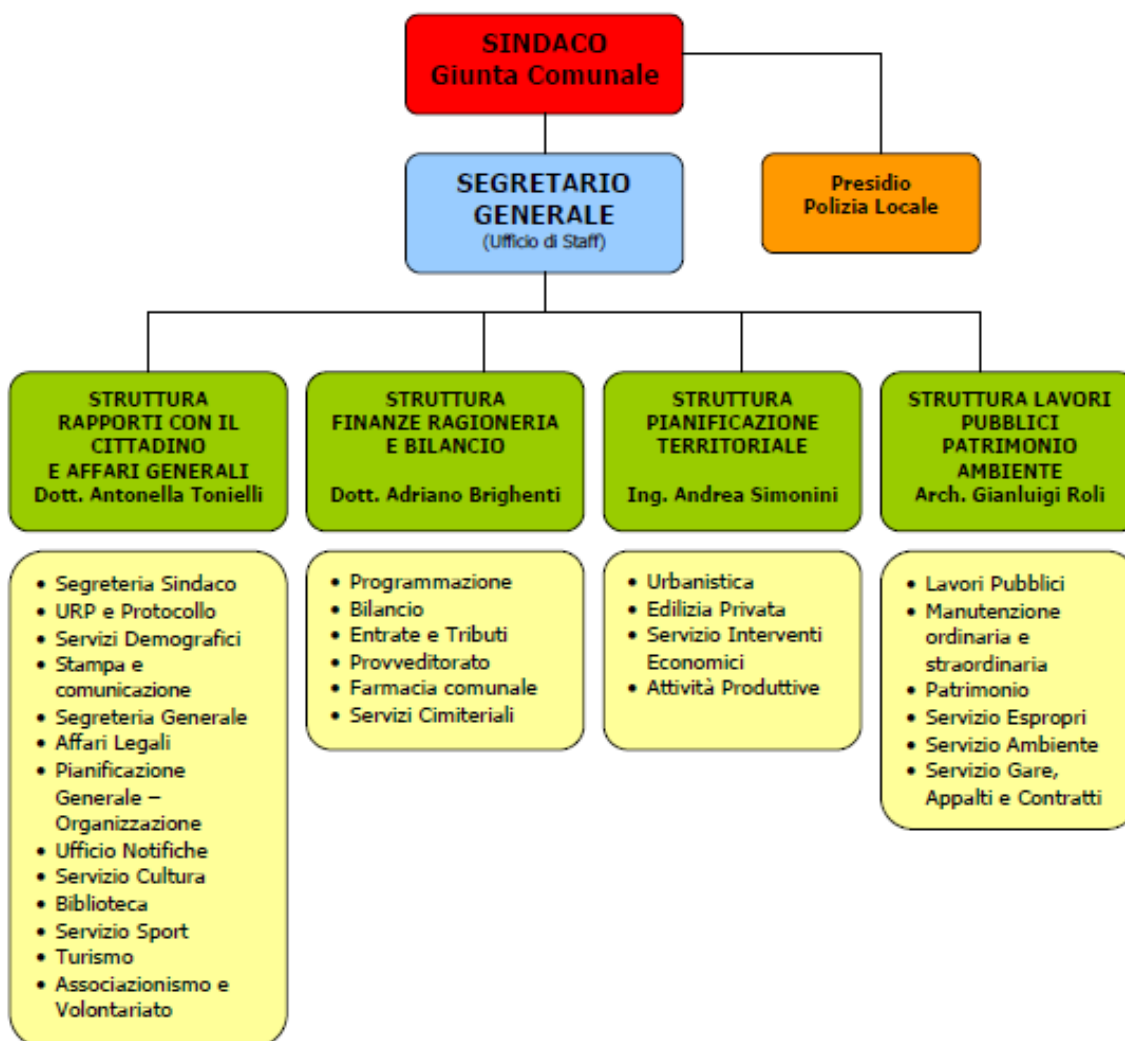 SINDACO
Giunta Comunale
SEGRETARIO
GENERALE
(Ufficio di Staff)
Presidio
Polizia Locale
STRUTTURA
RAPPORTI CON IL
CITTADINO
E AFFARI GENERALI
Dott. Antonella Tonielli
STRUTTURA
FINANZE RAGIONERIA
E BILANCIO
Dott. Adriano Brighenti
STRUTTURA
PIANIFICAZIONE
TERRITORIALE
Ing. Andrea Simonini
STRUTTURA LAVORI
PUBBLICI
PATRIMONIO
AMBIENTE
Arch. Gianluigi Roli
• Segreteria Sindaco
• URP e Protocollo
• Servizi Demografici
• Stampa e
comunicazione
• Segreteria Generale
• Affari Legali
• Pianificazione
Generale –
Organizzazione
• Ufficio Notifiche
• Servizio Cultura
• Biblioteca
• Servizio Sport
• Turismo
• Associazionismo e
Volontariato
• Programmazione
• Bilancio
• Entrate e Tributi
• Provveditorato
• Farmacia comunale
• Servizi Cimiteriali
• Urbanistica
• Edilizia Privata
• Servizio Interventi
Economici
• Attività Produttive
• Lavori Pubblici
• Manutenzione
ordinaria e
straordinaria
• Patrimonio
• Servizio Espropri
• Servizio Ambiente
• Servizio Gare,
Appalti e Contratti